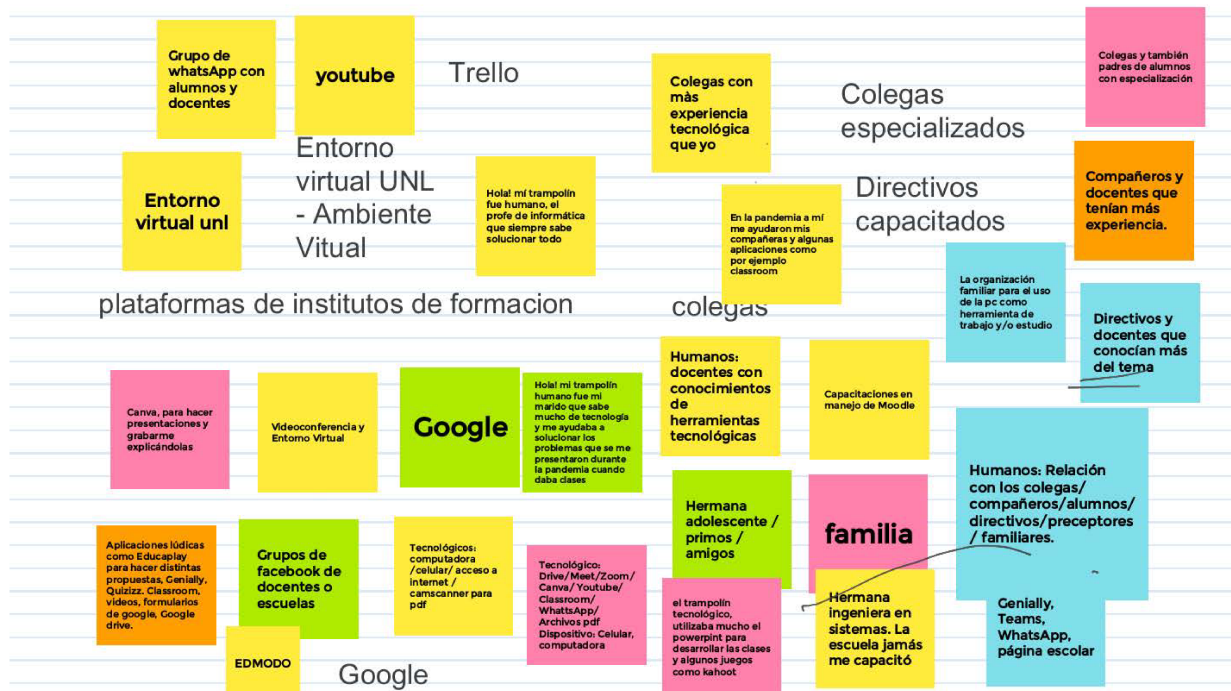 Grupo de
whatsApp con
alumnos y
docentes
youtube
Trello
Colegas con
màs
experiencia
tecnológica
que yo
Colegas
especializados
Colegas y también
padres de alumnos
con especialización
Entorno
virtual unl
Entorno
virtual UNL
- Ambiente
Vitual
Hola! mí trampolín
fue humano, el
profe de informática
que siempre sabe
solucionar todo
En la pandemia a mí
me ayudaron mis
compañeras y algunas
aplicaciones como
por ejemplo
classroom
Directivos
capacitados
Compañeros y
docentes que
tenían más
experiencia.
plataformas de institutos de formacion
colegas
La organización
familiar para el uso
de la pc como
herramienta de
trabajo y/o estudio
Directivos y
docentes que
conocían más
del tema
Canva, para hacer
presentaciones y
grabarme
explicándolas
Videoconferencia y
Entorno Virtual
Google
Hola! mi trampolín
humano fue mi
marido que sabe
mucho de tecnología
y me ayudaba a
solucionar los
problemas que se me
presentaron durante
la pandemia cuando
daba clases
Humanos:
docentes con
conocimientos
de
herramientas
tecnológicas
Capacitaciones en
manejo de Moodle
Hermana
adolescente /
primos /
amigos
familia
Humanos: Relación
con los colegas/
compañeros/alumnos/
directivos/preceptores
/ familiares.
Aplicaciones lúdicas
como Educaplay
para hacer distintas
propuestas, Genially,
Quizizz. Classroom,
videos, formularios
de google, Google
drive.
Grupos de
facebook de
docentes o
escuelas
Tecnológicos:
computadora
/celular/ acceso a
internet /
camscanner para
pdf
Tecnológico:
Drive/Meet/Zoom/
Canva/ Youtube/
Classroom/
WhattsApp/
Archivos pdf
Dispositivo: Celular,
computadora
el trampolín
tecnológico,
utilizaba mucho el
powerpint para
desarrollar las clases
y algunos juegos
como kahoot
Hermana
ingeniera en
sistemas. La
escuela jamás
me capacitó
Genially,
Teams,
WhatsApp,
página escolar
EDMODO
Google